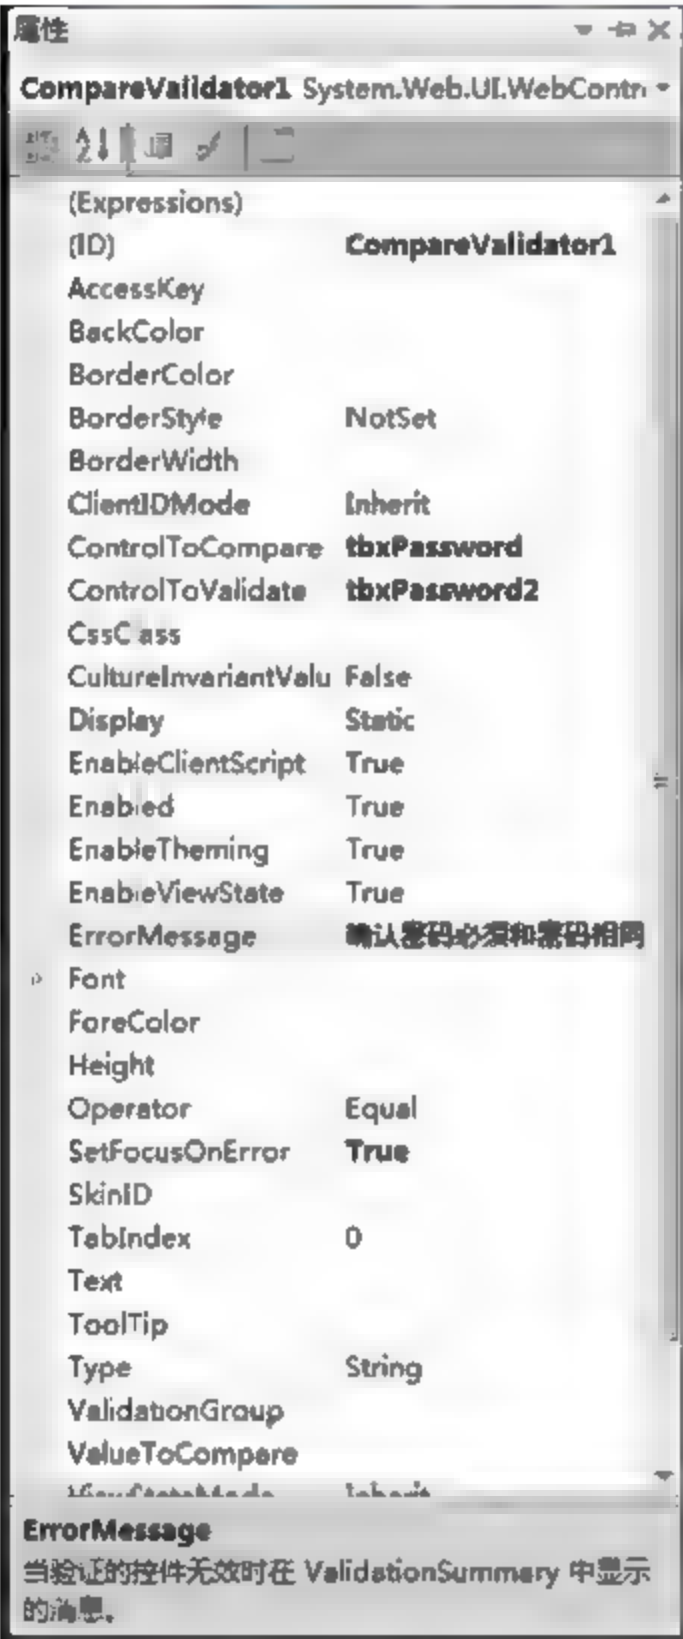 属性
CompareValidator1 System.Web.UI.WebContr
(Expressions)
(ID) CompareValidator1
AccessKey
BackColor
BorderColor
BorderStyle NotSet
BorderWidth
ClientIDMode Inherit
ControlToCompare tbxPassword
ControlToValidate tbxPassword2
CssClass
CultureInvariantValu False
Display Static
EnableClientScript True
Enabled True
EnableTheming True
EnableViewState True
ErrorMessage 确认密码必须和密码相同
Font
ForeColor
Height
Operator Equal
SetFocusOnError True
SkinID
TabIndex 0
Text
ToolTip
Type String
ValidationGroup
ValueToCompare
ViewStateMode Inherit
ErrorMessage
当验证的控件无效时在 ValidationSummary 中显示
的消息。